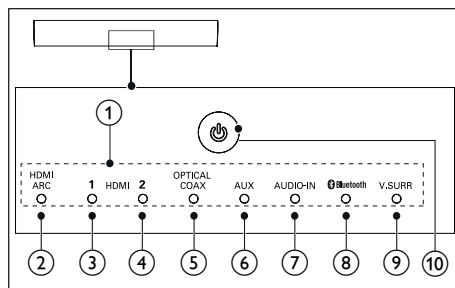 1
HDMI ARC
1 HDMI 2
OPTICAL COAX
AUX
AUDIO-IN
Bluetooth
V.SURR
2 3 4 5 6 7 8 9 10